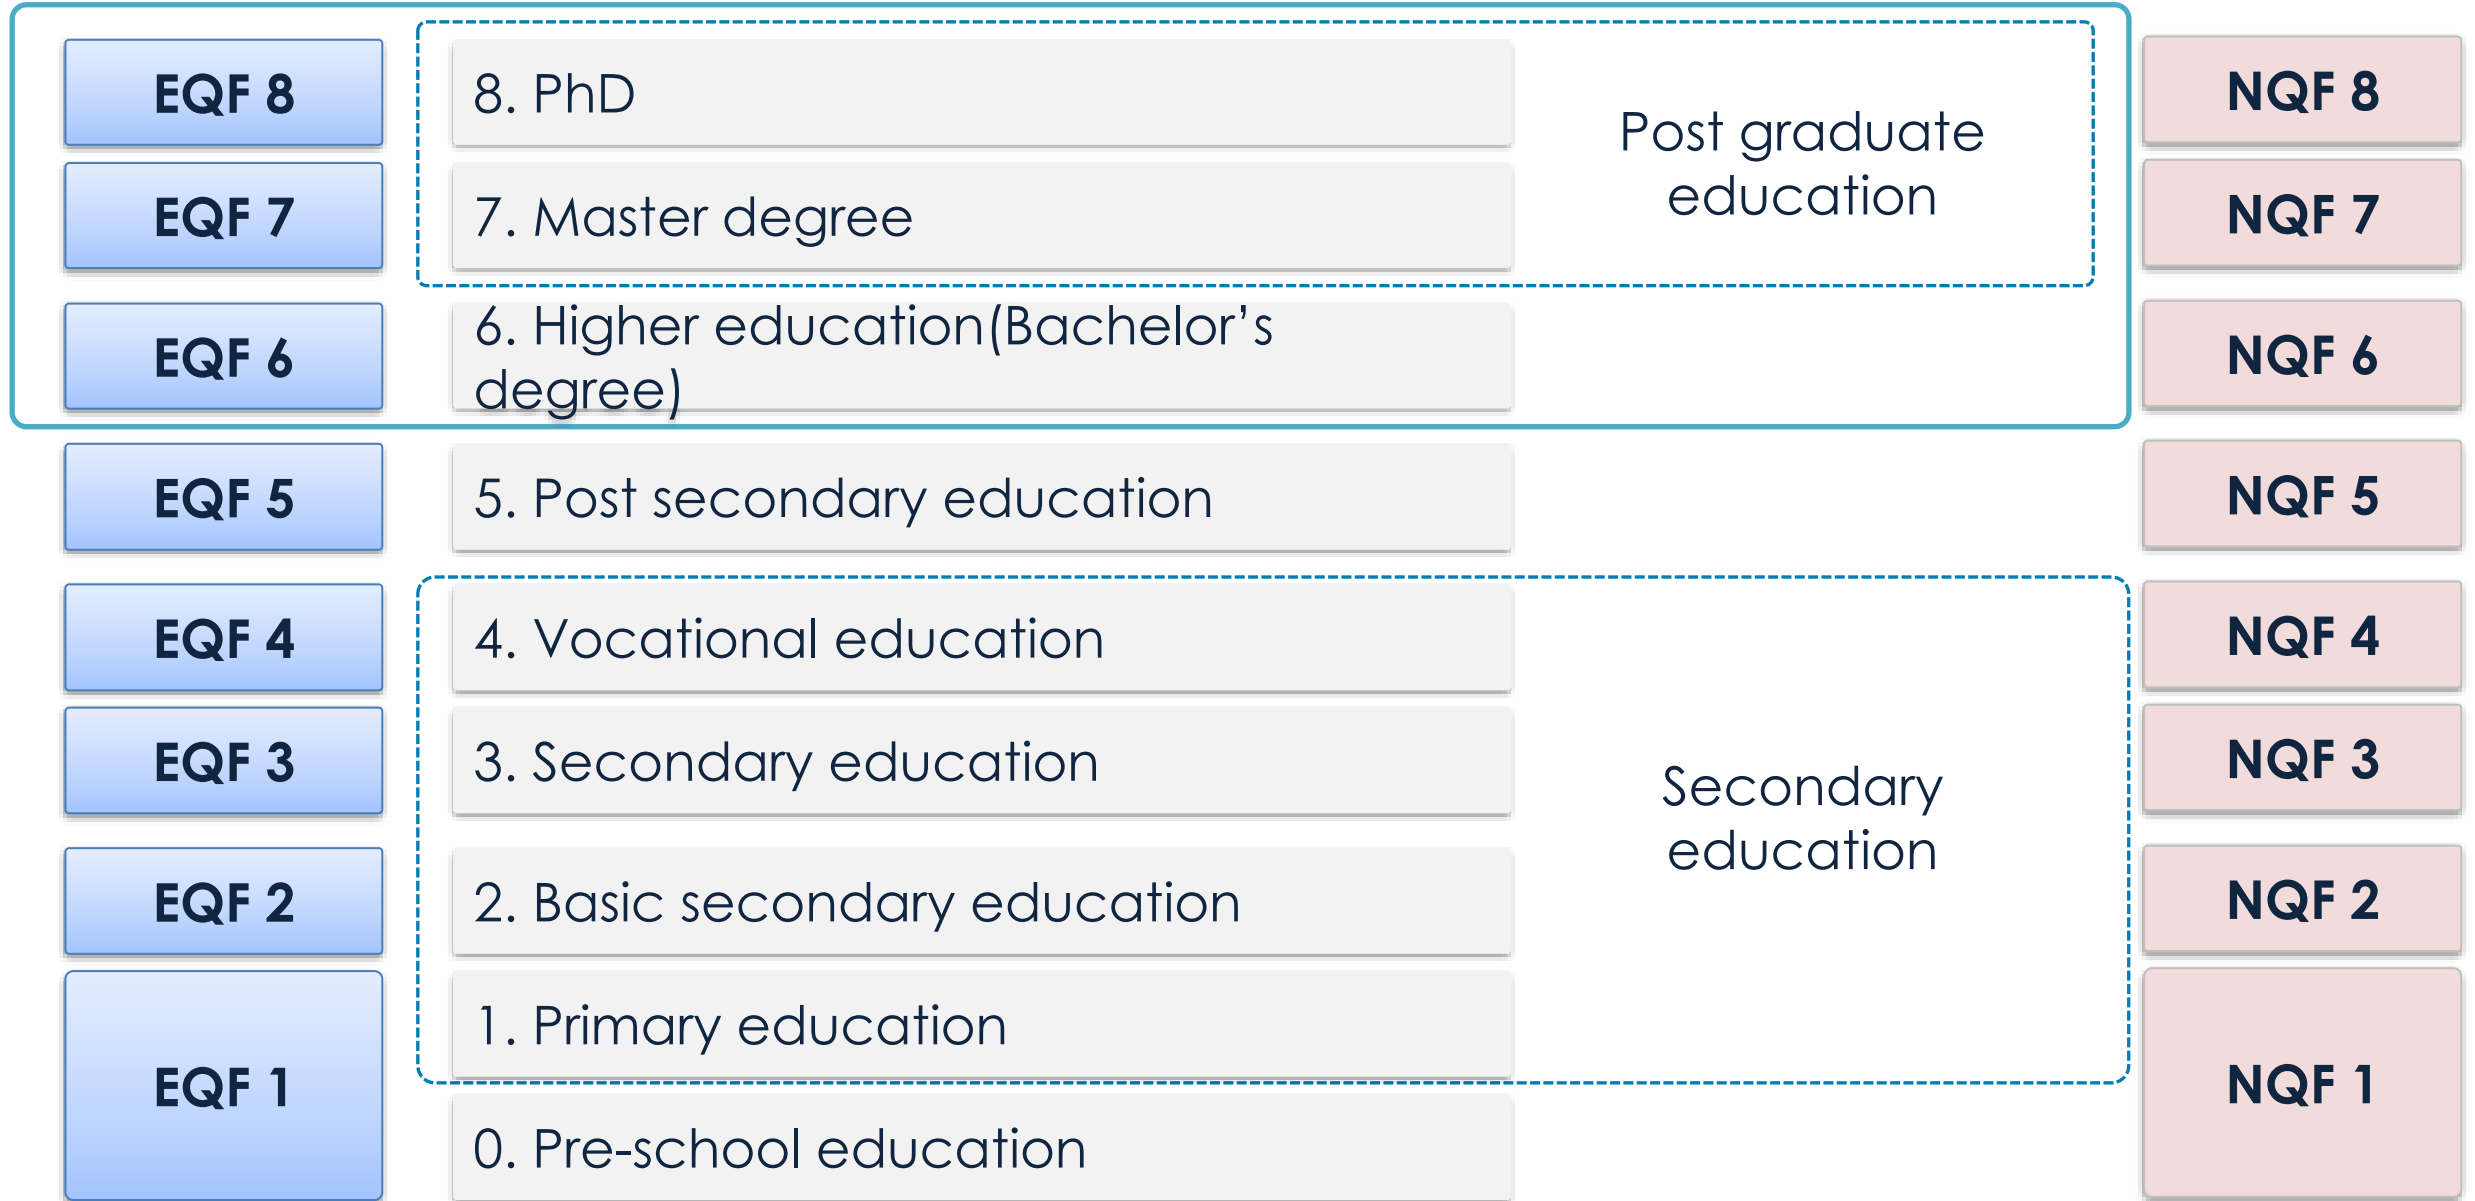 EQF 8
8. PhD
Post graduate
education
NQF 8
EQF 7
7. Master degree
NQF 7
EQF 6
6. Higher education(Bachelor’s
degree)
NQF 6
EQF 5
5. Post secondary education
NQF 5
EQF 4
4. Vocational education
NQF 4
EQF 3
3. Secondary education
Secondary
education
NQF 3
EQF 2
2. Basic secondary education
NQF 2
EQF 1
1. Primary education
0. Pre-school education
NQF 1